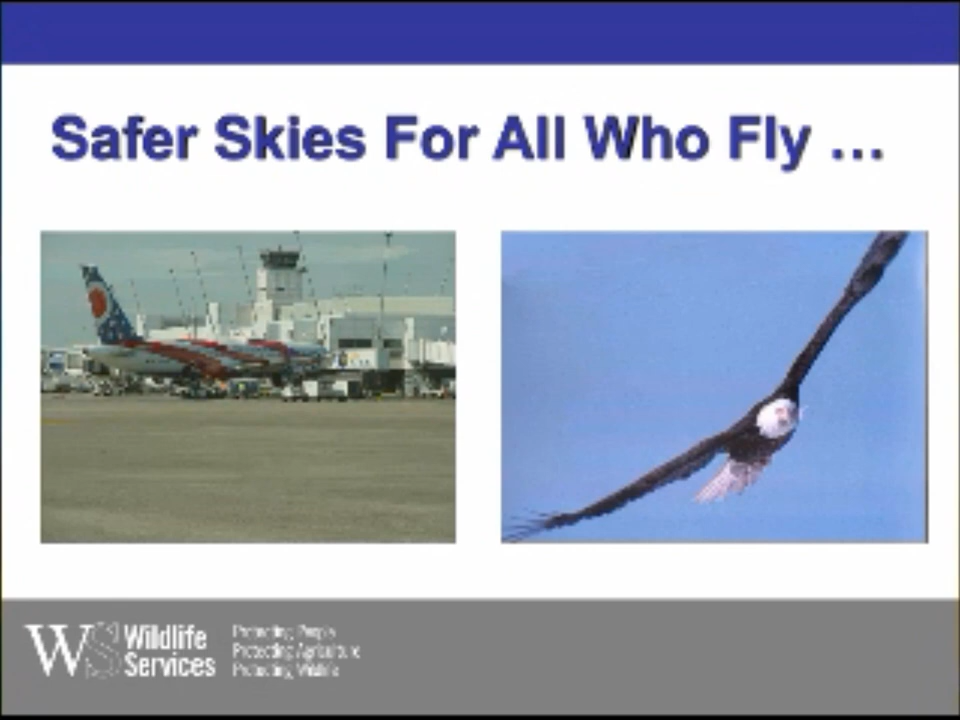 Safer Skies For All Who Fly ...
WS Wildlife Services
Protecting People
Protecting Agriculture
Protecting Wildlife